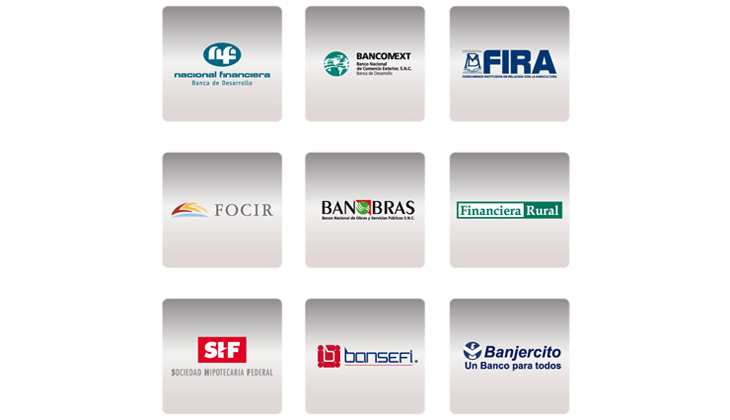 nf
nacional financiera
Banca de Desarrollo
BANCOMEXT
Banco Nacional
de Comercio Exterior, S.N.C.
Banca de Desarrollo
FIRA
FIDEICOMISOS INSTITUIDOS EN RELACIÓN CON LA AGRICULTURA
FOCIR
BANOBRAS
Banco Nacional de Obras y Servicios Públicos S.N.C.
Financiera Rural
SHF
SOCIEDAD HIPOTECARIA FEDERAL
b
bansefi®
Banjercito
Un Banco para todos